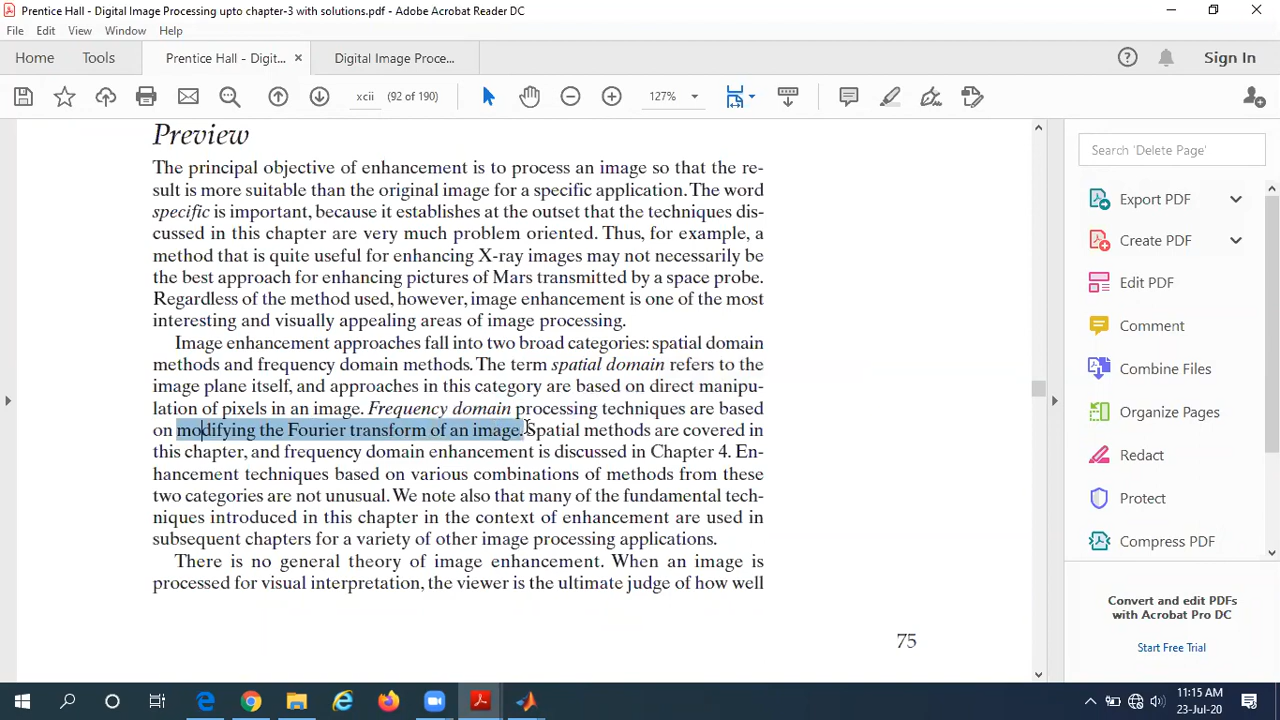 Prentice Hall - Digital Image Processing upto chapter-3 with solutions.pdf - Adobe Acrobat Reader DC
File Edit View Window Help
Home Tools Prentice Hall - Digit... × Digital Image Proce... Sign In
xcii (92 of 190) 127%
Preview
The principal objective of enhancement is to process an image so that the re-
sult is more suitable than the original image for a specific application. The word
specific is important, because it establishes at the outset that the techniques dis-
cussed in this chapter are very much problem oriented. Thus, for example, a
method that is quite useful for enhancing X-ray images may not necessarily be
the best approach for enhancing pictures of Mars transmitted by a space probe.
Regardless of the method used, however, image enhancement is one of the most
interesting and visually appealing areas of image processing.
Image enhancement approaches fall into two broad categories: spatial domain
methods and frequency domain methods. The term spatial domain refers to the
image plane itself, and approaches in this category are based on direct manipu-
lation of pixels in an image. Frequency domain processing techniques are based
on modifying the Fourier transform of an image. Spatial methods are covered in
this chapter, and frequency domain enhancement is discussed in Chapter 4. En-
hancement techniques based on various combinations of methods from these
two categories are not unusual. We note also that many of the fundamental tech-
niques introduced in this chapter in the context of enhancement are used in
subsequent chapters for a variety of other image processing applications.
There is no general theory of image enhancement. When an image is
processed for visual interpretation, the viewer is the ultimate judge of how well
75
Search 'Delete Page'
Export PDF
Create PDF
Edit PDF
Comment
Combine Files
Organize Pages
Redact
Protect
Compress PDF
Convert and edit PDFs
with Acrobat Pro DC
Start Free Trial
11:15 AM
23-Jul-20